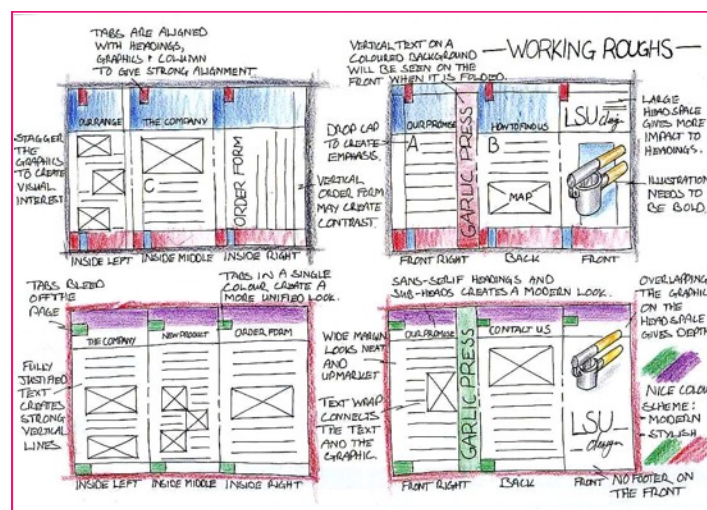 TABS ARE ALIGNED
WITH HEADINGS,
GRAPHICS + COLUMN
TO GIVE STRONG ALIGNMENT.
VERTICAL TEXT ON A
COLOURED BACKGROUND
WILL BE SEEN ON THE
FRONT WHEN IT IS FOLDED.
—WORKING ROUGHS—
STAGGER
THE
GRAPHICS
TO CREATE
VISUAL
INTEREST
OUR RANGE
THE COMPANY
C
ORDER FORM
DROP CAP
TO CREATE
EMPHASIS.
VERTICAL
ORDER FORM
MAY CREATE
CONTRAST.
OUR PROMISE
A
GARLIC PRESS
HOW TO FIND US
B
MAP
LSU design
LARGE
HEADSPACE
GIVES MORE
IMPACT TO
HEADINGS.
ILLUSTRATION
NEEDS TO
BE BOLD.
INSIDE LEFT
INSIDE MIDDLE
INSIDE RIGHT
FRONT RIGHT
BACK
FRONT
TABS BLEED
OFF THE
PAGE
TABS IN A SINGLE
COLOUR CREATE A
MORE UNIFIED LOOK.
SANS-SERIF HEADINGS AND
SUB-HEADS CREATES A MODERN LOOK.
OVERLAPPING
THE GRAPHIC
ON THE
HEADSPACE
GIVES DEPTH
FULLY
JUSTIFIED
TEXT
CREATES
STRONG
VERTICAL
LINES
THE COMPANY
NEW PRODUCT
ORDER FORM
WIDE MARGIN
LOOKS NEAT
AND
UPMARKET
TEXT WRAP
CONNECTS
THE TEXT
AND THE
GRAPHIC.
OUR PROMISE
GARLIC PRESS
CONTACT US
LSU
design
NICE COLOU
SCHEME:
MODERN
STYLISH
INSIDE LEFT
INSIDE MIDDLE
INSIDE RIGHT
FRONT RIGHT
BACK
FRONT
NO FOOTER ON
THE FRONT